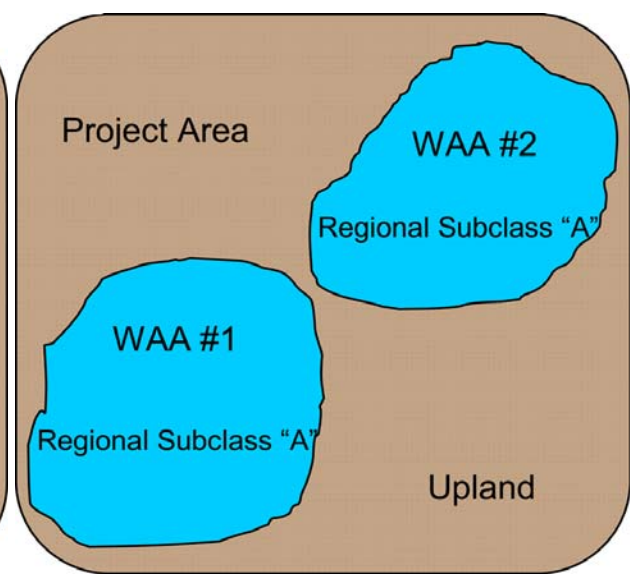 Project Area
WAA #2
Regional Subclass “A”
WAA #1
Regional Subclass “A”
Upland